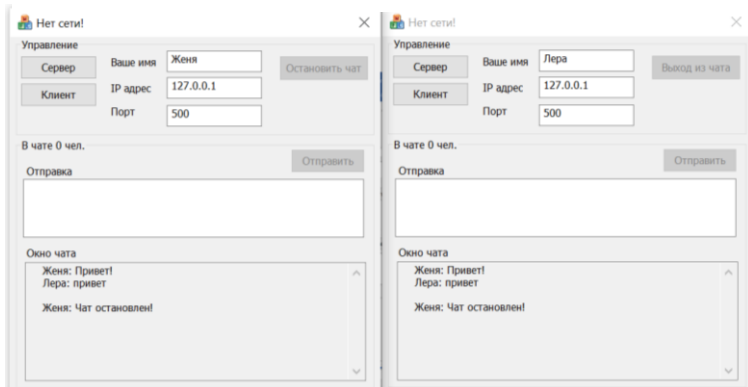 Нет сети!
Управление
Сервер
Ваше имя
Женя
Остановить чат
Клиент
IP адрес
127.0.0.1
Порт
500
В чате 0 чел.
Отправить
Отправка
Окно чата
Женя: Привет!
Лера: привет
Женя: Чат остановлен!
Нет сети!
Управление
Сервер
Ваше имя
Лера
Выход из чата
Клиент
IP адрес
127.0.0.1
Порт
500
В чате 0 чел.
Отправить
Отправка
Окно чата
Женя: Привет!
Лера: привет
Женя: Чат остановлен!